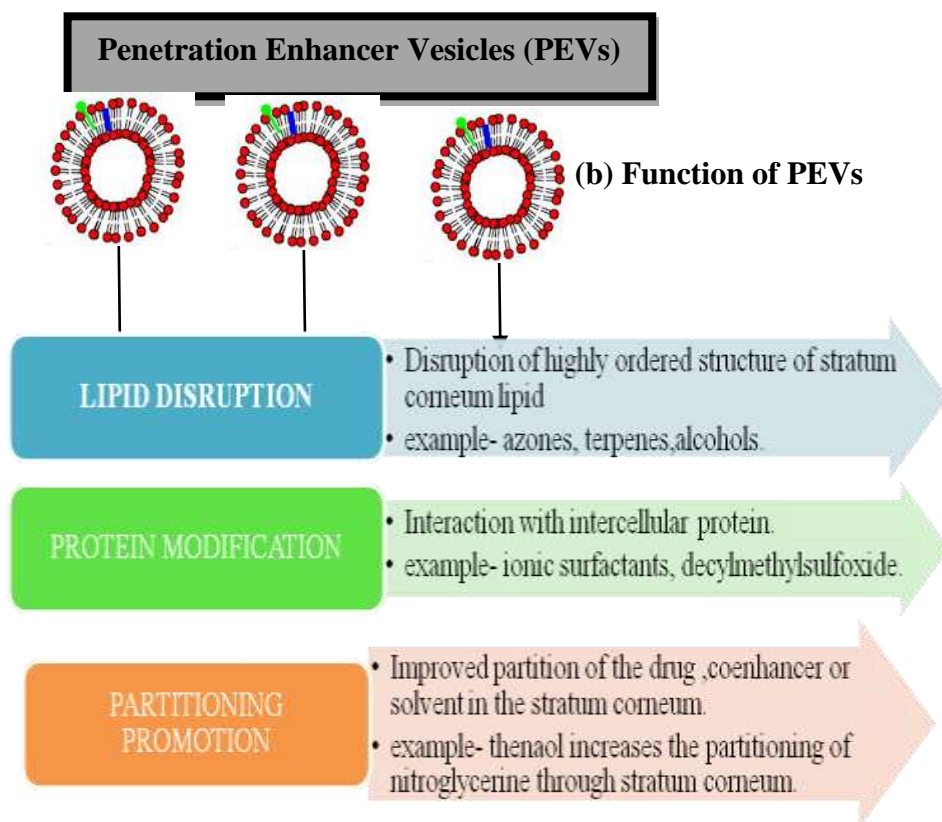 Penetration Enhancer Vesicles (PEVs)
(b) Function of PEVs
LIPID DISRUPTION
• Disruption of highly ordered structure of stratum
corneum lipid
• example- azones, terpenes,alcohols.
PROTEIN MODIFICATION
• Interaction with intercellular protein.
• example- ionic surfactants, decylmethylsulfoxide.
PARTITIONING
PROMOTION
• Improved partition of the drug ,coenhancer or
solvent in the stratum corneum.
• example- thenaol increases the partitioning of
nitroglycerine through stratum corneum.